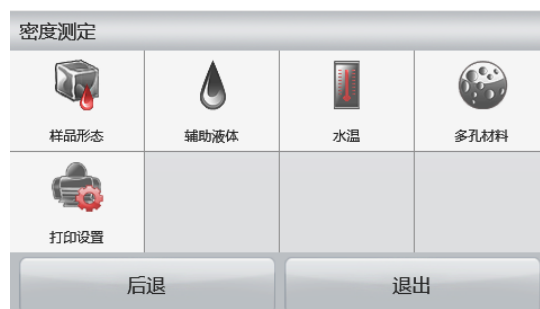 密度测定
样品形态 辅助液体 水温 多孔材料
打印设置
后退 退出